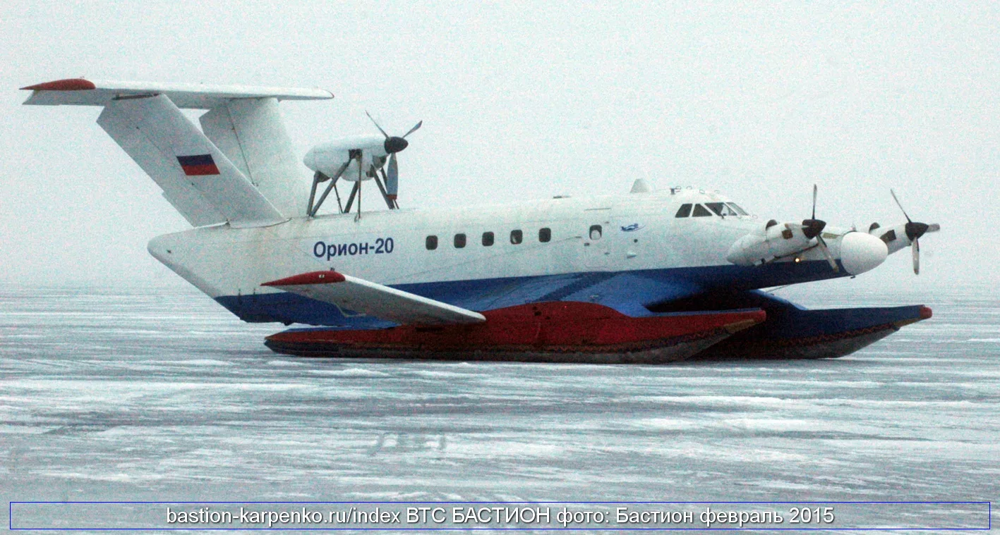 Орион-20
bastion-karpenko.ru/index ВТС БАСТИОН фото: Бастион февраль 2015